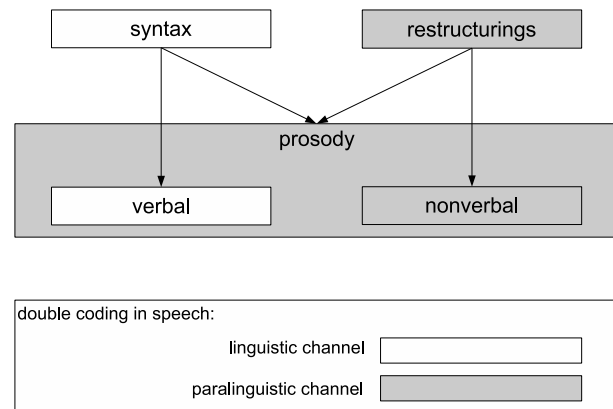 syntax
restructurings
prosody
verbal
nonverbal
double coding in speech:
linguistic channel
paralinguistic channel